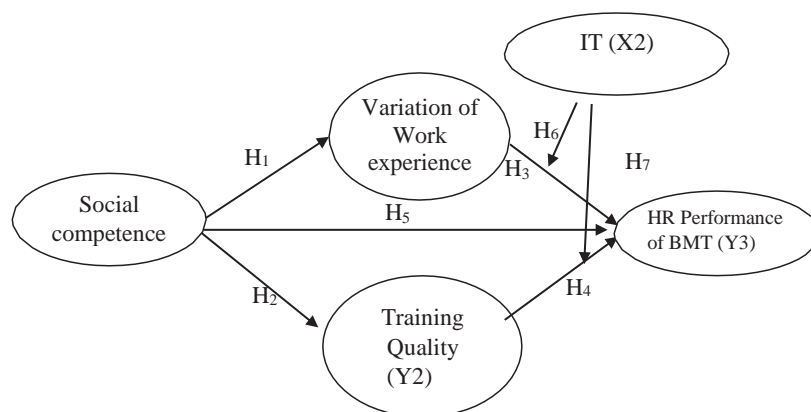 IT (X2)
Variation of
Work
experience
H6
H1
H3
H7
Social
competence
H5
HR Performance
of BMT (Y3)
H2
H4
Training
Quality
(Y2)